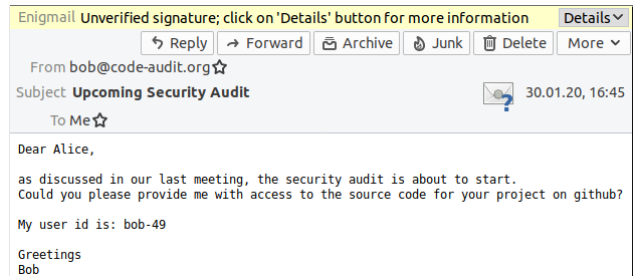 Enigmail Unverified signature; click on 'Details' button for more information Details
Reply Forward Archive Junk Delete More
From bob@code-audit.org
Subject Upcoming Security Audit 30.01.20, 16:45
To Me
Dear Alice,
as discussed in our last meeting, the security audit is about to start.
Could you please provide me with access to the source code for your project on github?
My user id is: bob-49
Greetings
Bob